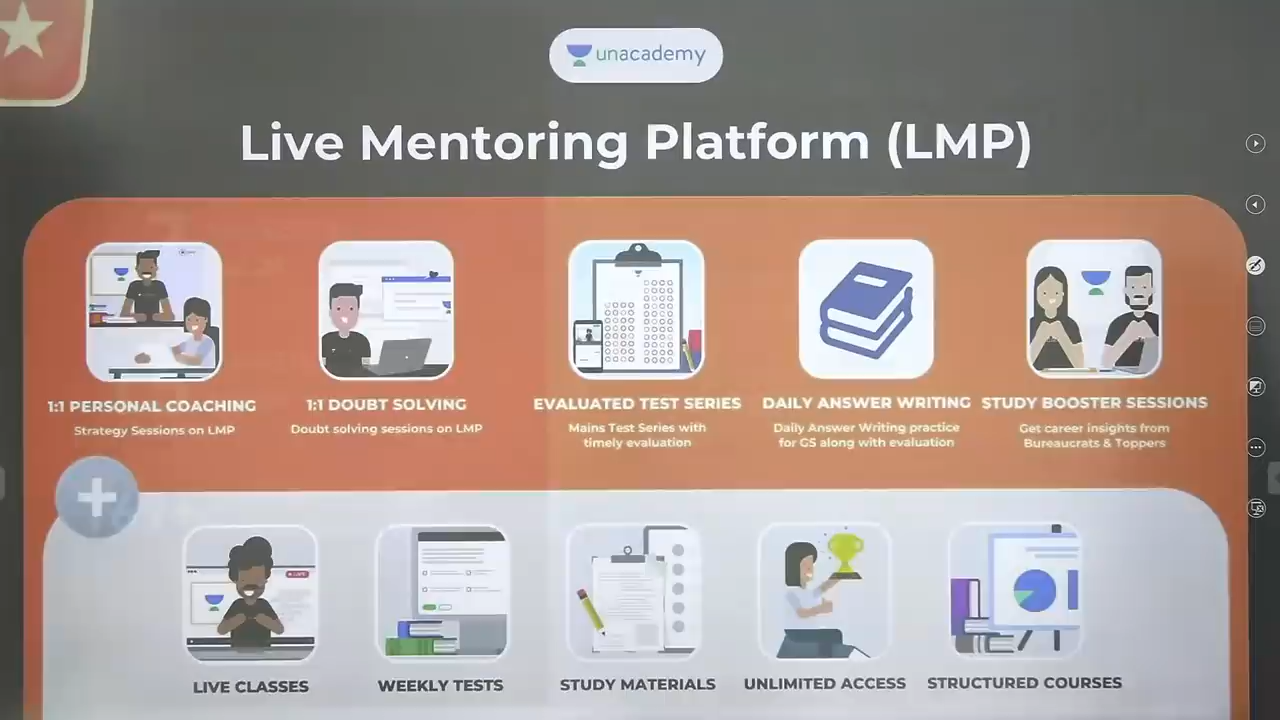 unacademy
Live Mentoring Platform (LMP)
1:1 PERSONAL COACHING
Strategy Sessions on LMP
1:1 DOUBT SOLVING
Doubt solving sessions on LMP
EVALUATED TEST SERIES
Mains Test Series with
timely evaluation
DAILY ANSWER WRITING
Daily Answer Writing practice
for GS along with evaluation
STUDY BOOSTER SESSIONS
Get career insights from
Bureaucrats & Toppers
LIVE CLASSES
WEEKLY TESTS
STUDY MATERIALS
UNLIMITED ACCESS
STRUCTURED COURSES